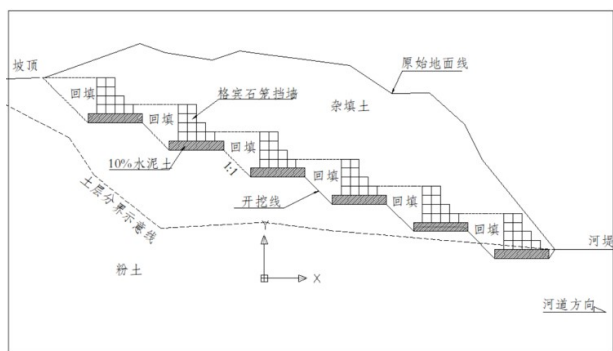 坡顶
原始地面线
回填
格宾石笼挡墙
杂填土
回填
10%水泥土
回填
1:1
回填
开挖线
回填
土层分界示意线
Y
回填
河堤
粉土
X
河道方向